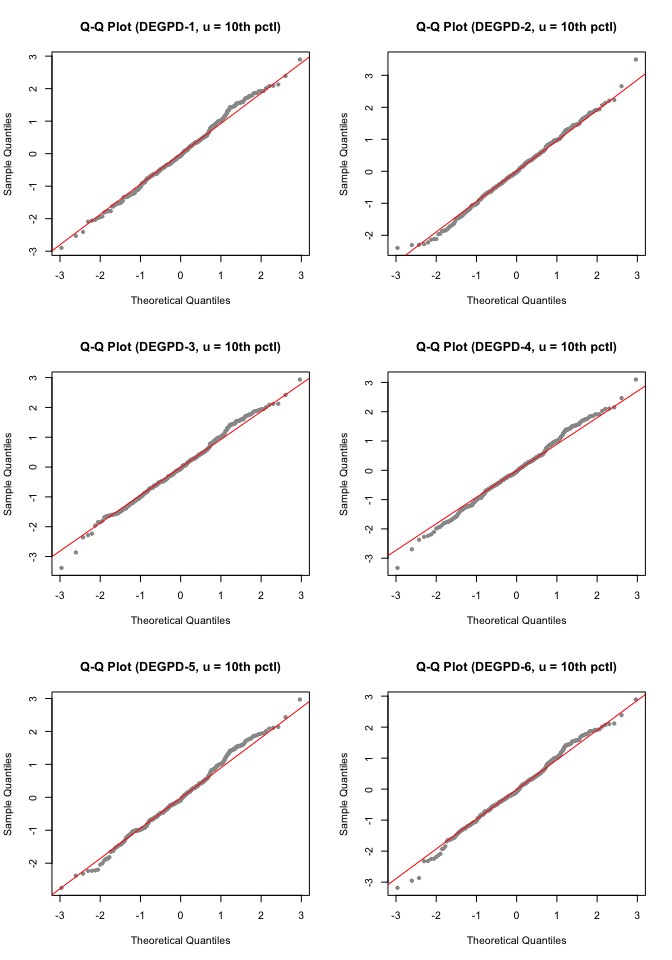 Q-Q Plot (DEGPD-1, u = 10th pctl)
Sample Quantiles
3
2
1
0
-1
-2
-3
-3 -2 -1 0 1 2 3
Theoretical Quantiles
Q-Q Plot (DEGPD-2, u = 10th pctl)
Sample Quantiles
3
2
1
0
-1
-2
-3 -2 -1 0 1 2 3
Theoretical Quantiles
Q-Q Plot (DEGPD-3, u = 10th pctl)
Sample Quantiles
3
2
1
0
-1
-2
-3
-3 -2 -1 0 1 2 3
Theoretical Quantiles
Q-Q Plot (DEGPD-4, u = 10th pctl)
Sample Quantiles
3
2
1
0
-1
-2
-3
-3 -2 -1 0 1 2 3
Theoretical Quantiles
Q-Q Plot (DEGPD-5, u = 10th pctl)
Sample Quantiles
3
2
1
0
-1
-2
-3 -2 -1 0 1 2 3
Theoretical Quantiles
Q-Q Plot (DEGPD-6, u = 10th pctl)
Sample Quantiles
3
2
1
0
-1
-2
-3
-3 -2 -1 0 1 2 3
Theoretical Quantiles